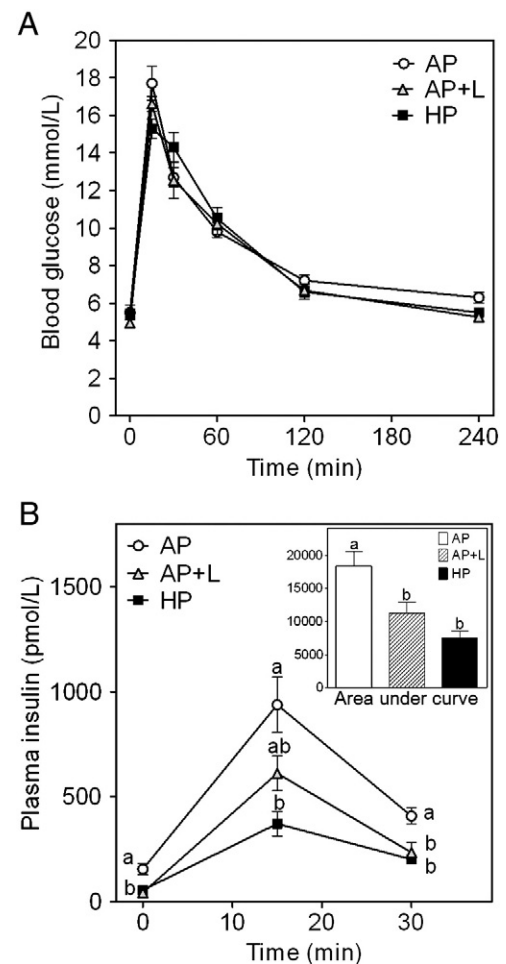 A
20
18
16
14
12
10
8
6
4
2
0
Blood glucose (mmol/L)
AP
AP+L
HP
0 60 120 180 240
Time (min)
B
1500
1000
500
0
Plasma insulin (pmol/L)
AP
AP+L
HP
a
ab
b
a
b
b
a
b
0 10 20 30
Time (min)
20000
15000
10000
5000
0
a
b
b
AP
AP+L
HP
Area under curve